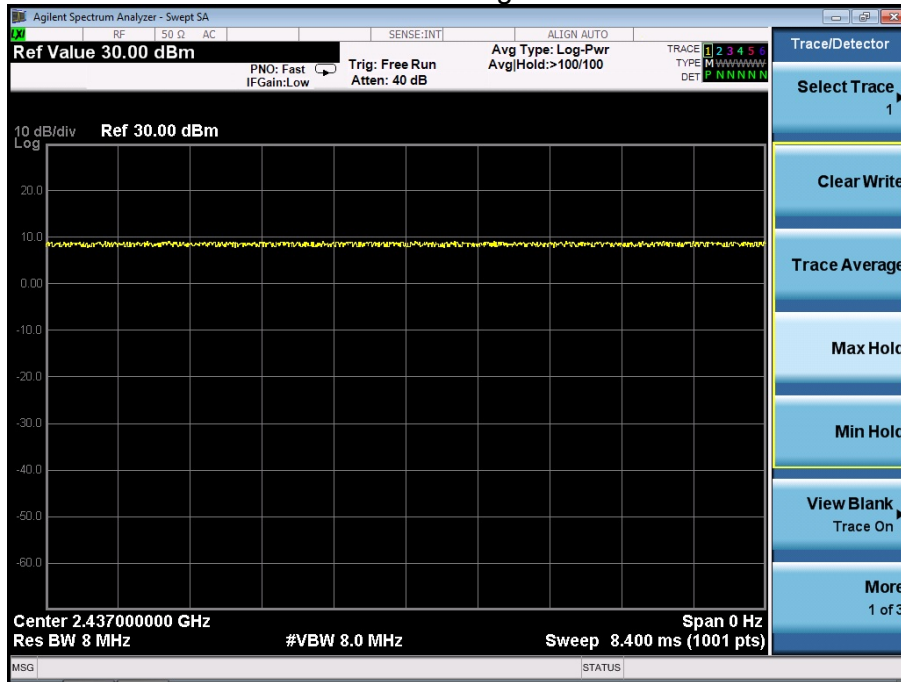 Agilent Spectrum Analyzer - Swept SA
LXI RF 50 Ω AC SENSE:INT ALIGN AUTO
Ref Value 30.00 dBm
PNO: Fast
IFGain:Low
Trig: Free Run
Atten: 40 dB
Avg Type: Log-Pwr
Avg|Hold:>100/100
TRACE 1 2 3 4 5 6
TYPE M WWWWW
DET P N N N N N
10 dB/div Ref 30.00 dBm
Log
20.0
10.0
0.00
-10.0
-20.0
-30.0
-40.0
-50.0
-60.0
Center 2.437000000 GHz Span 0 Hz
Res BW 8 MHz #VBW 8.0 MHz Sweep 8.400 ms (1001 pts)
MSG STATUS
Trace/Detector
Select Trace
1
Clear Write
Trace Average
Max Hold
Min Hold
View Blank
Trace On
More
1 of 3